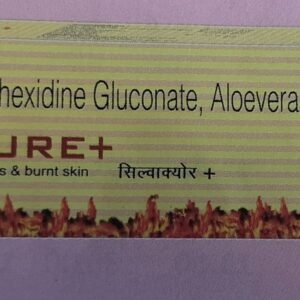 hexidine Gluconate, Aloevera
URE+
s & burnt skin सिल्वाक्योर +